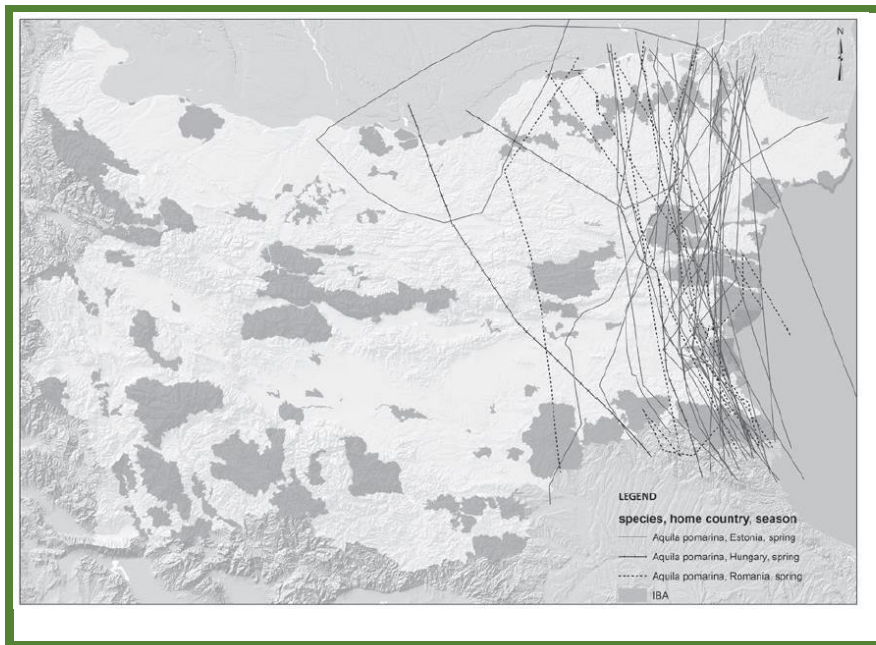 N
LEGEND
species, home country, season
Aquila pomarina, Estonia, spring
Aquila pomarina, Hungary, spring
Aquila pomarina, Romania, spring
IBA